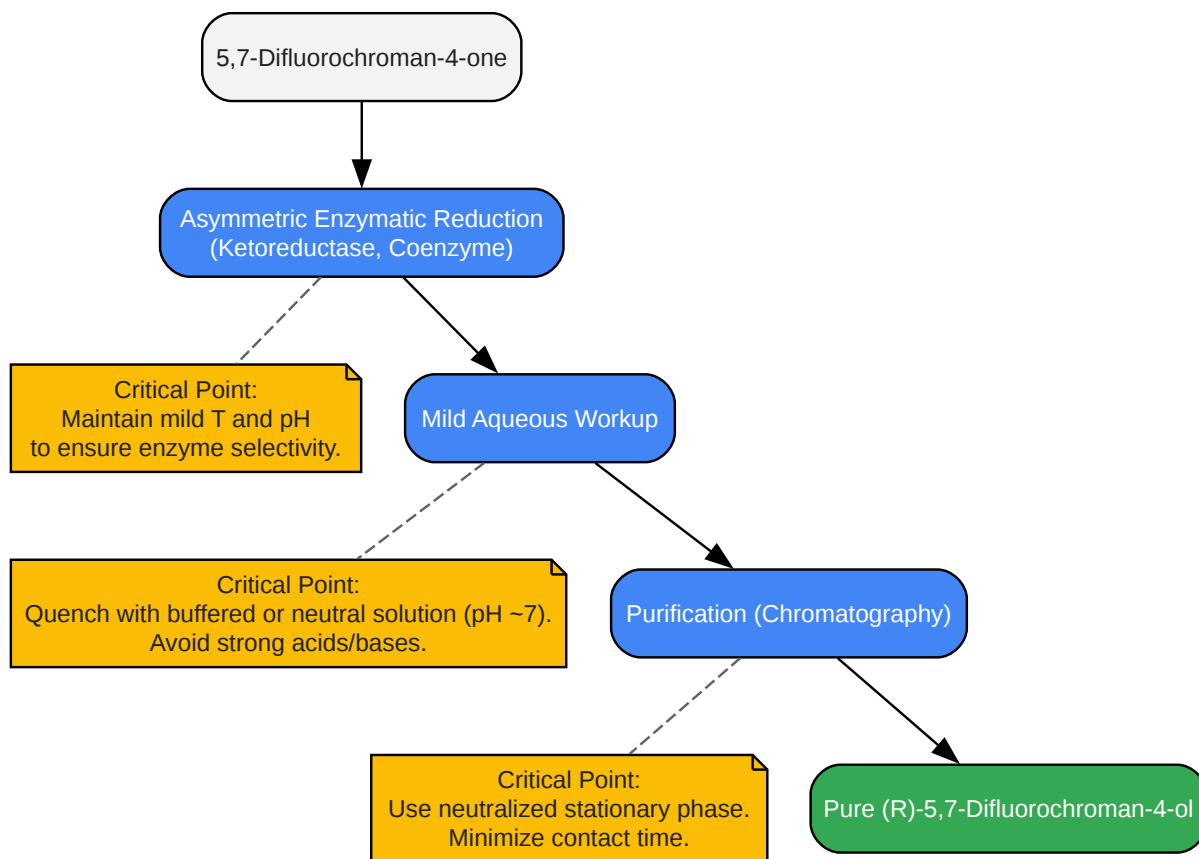 5,7-Difluorochroman-4-one
Asymmetric Enzymatic Reduction
(Ketoreductase, Coenzyme)
Critical Point:
Maintain mild T and pH
to ensure enzyme selectivity.
Mild Aqueous Workup
Critical Point:
Quench with buffered or neutral solution (pH ~7).
Avoid strong acids/bases.
Purification (Chromatography)
Critical Point:
Use neutralized stationary phase.
Minimize contact time.
Pure (R)-5,7-Difluorochroman-4-ol